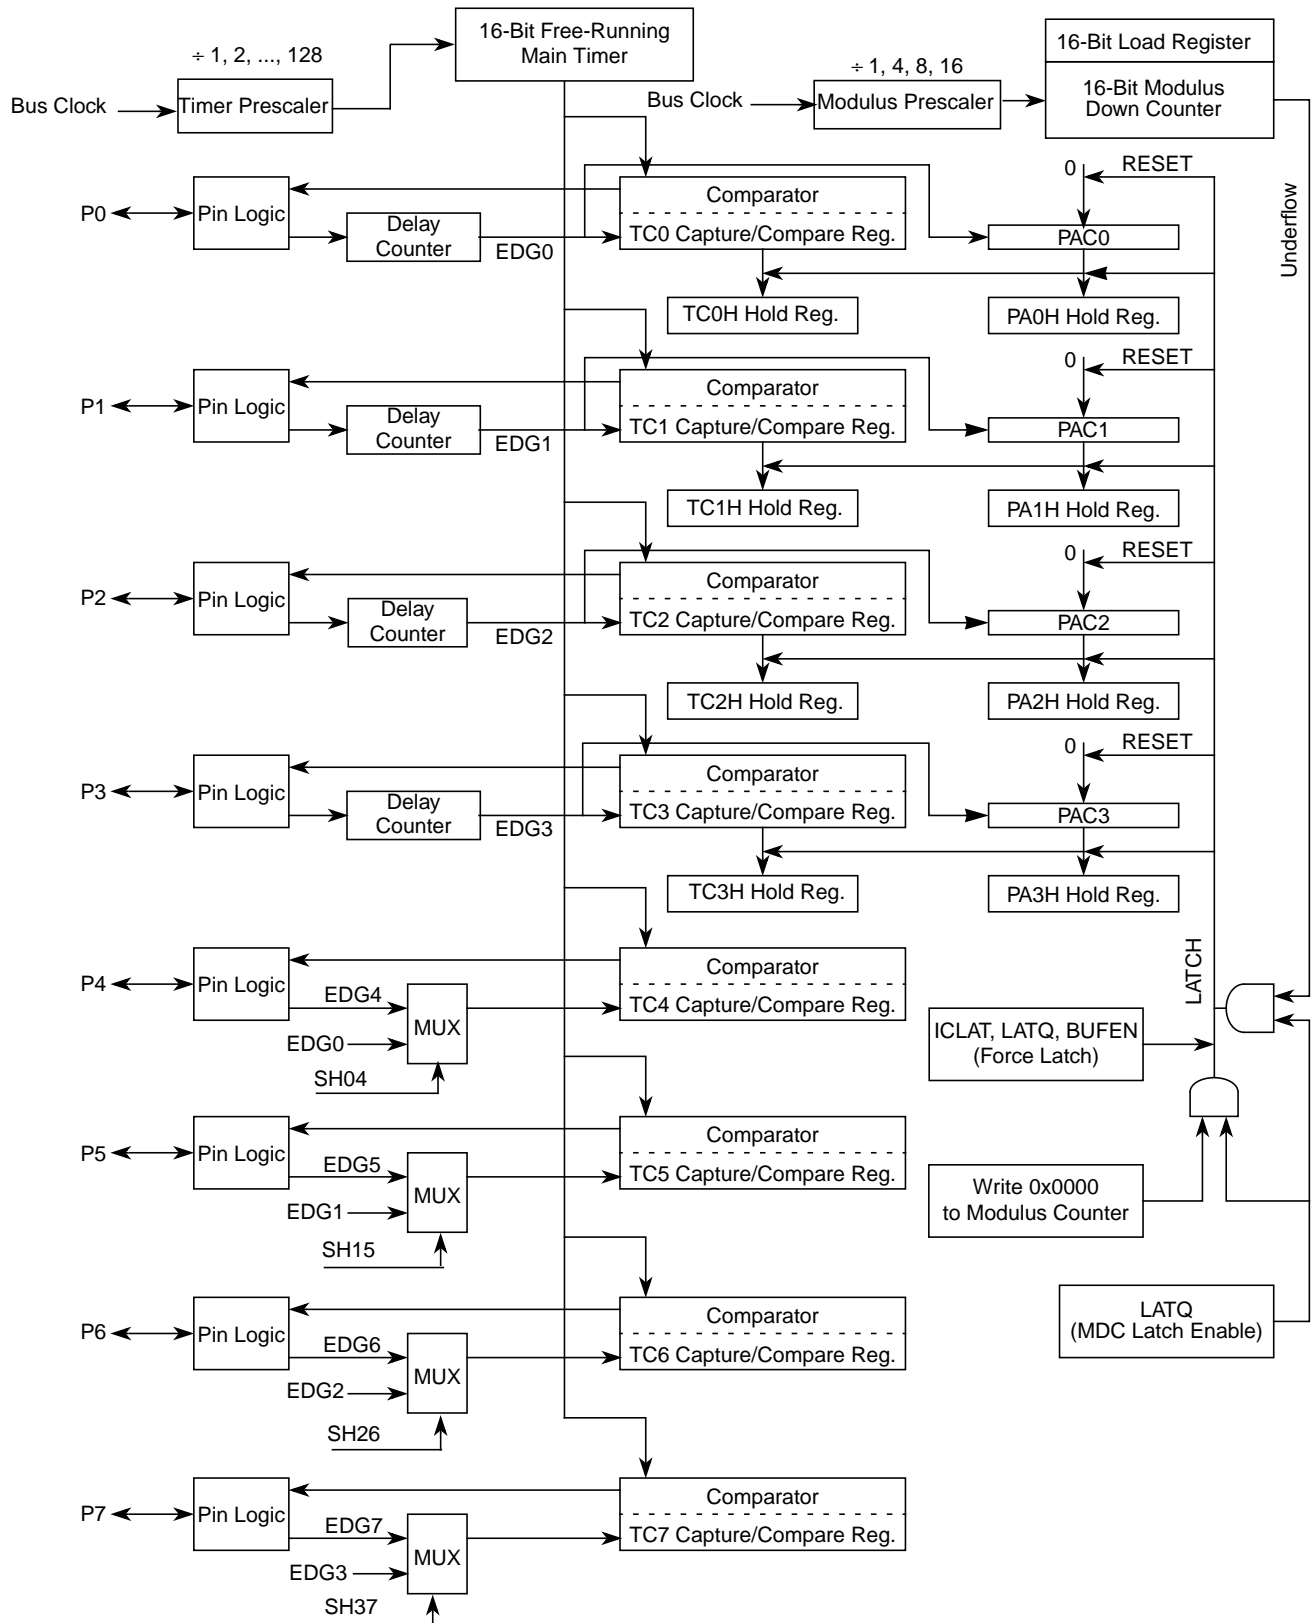 16-Bit Free-Running
Main Timer
16-Bit Load Register
16-Bit Modulus
Down Counter
÷ 1, 2, ..., 128
÷ 1, 4, 8, 16
Bus Clock
Timer Prescaler
Bus Clock
Modulus Prescaler
Underflow
P0
Pin Logic
Delay
Counter
EDG0
Comparator
TC0 Capture/Compare Reg.
0
RESET
PAC0
TC0H Hold Reg.
PA0H Hold Reg.
P1
Pin Logic
Delay
Counter
EDG1
Comparator
TC1 Capture/Compare Reg.
0
RESET
PAC1
TC1H Hold Reg.
PA1H Hold Reg.
P2
Pin Logic
Delay
Counter
EDG2
Comparator
TC2 Capture/Compare Reg.
0
RESET
PAC2
TC2H Hold Reg.
PA2H Hold Reg.
P3
Pin Logic
Delay
Counter
EDG3
Comparator
TC3 Capture/Compare Reg.
0
RESET
PAC3
TC3H Hold Reg.
PA3H Hold Reg.
P4
Pin Logic
EDG4
EDG0
MUX
SH04
Comparator
TC4 Capture/Compare Reg.
LATCH
ICLAT, LATQ, BUFEN
(Force Latch)
P5
Pin Logic
EDG5
EDG1
MUX
SH15
Comparator
TC5 Capture/Compare Reg.
Write 0x0000
to Modulus Counter
P6
Pin Logic
EDG6
EDG2
MUX
SH26
Comparator
TC6 Capture/Compare Reg.
LATQ
(MDC Latch Enable)
P7
Pin Logic
EDG7
EDG3
MUX
SH37
Comparator
TC7 Capture/Compare Reg.